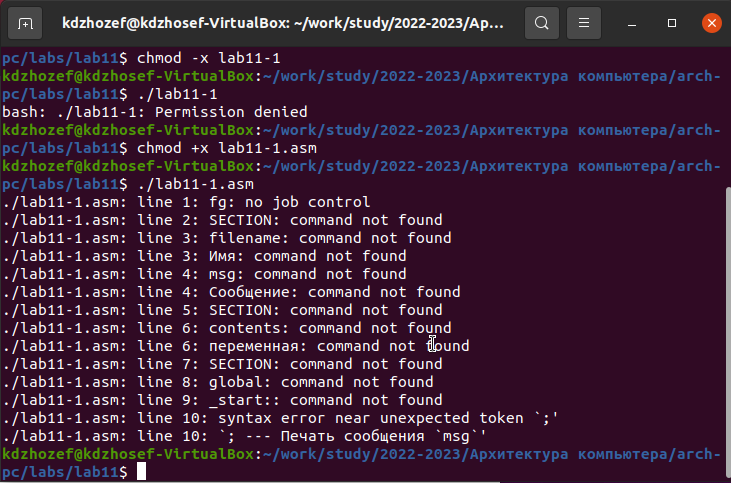 kdzhozef@kdzhosef-VirtualBox: ~/work/study/2022-2023/Ар...
pc/labs/lab11$ chmod -x lab11-1
kdzhozef@kdzhosef-VirtualBox:~/work/study/2022-2023/Архитектура компьютера/arch-
pc/labs/lab11$ ./lab11-1
bash: ./lab11-1: Permission denied
kdzhozef@kdzhosef-VirtualBox:~/work/study/2022-2023/Архитектура компьютера/arch-
pc/labs/lab11$ chmod +x lab11-1.asm
kdzhozef@kdzhosef-VirtualBox:~/work/study/2022-2023/Архитектура компьютера/arch-
pc/labs/lab11$ ./lab11-1.asm
./lab11-1.asm: line 1: fg: no job control
./lab11-1.asm: line 2: SECTION: command not found
./lab11-1.asm: line 3: filename: command not found
./lab11-1.asm: line 3: Имя: command not found
./lab11-1.asm: line 4: msg: command not found
./lab11-1.asm: line 4: Сообщение: command not found
./lab11-1.asm: line 5: SECTION: command not found
./lab11-1.asm: line 6: contents: command not found
./lab11-1.asm: line 6: переменная: command not found
./lab11-1.asm: line 7: SECTION: command not found
./lab11-1.asm: line 8: global: command not found
./lab11-1.asm: line 9: _start:: command not found
./lab11-1.asm: line 10: syntax error near unexpected token `;'
./lab11-1.asm: line 10: `; --- Печать сообщения `msg`'
kdzhozef@kdzhosef-VirtualBox:~/work/study/2022-2023/Архитектура компьютера/arch-
pc/labs/lab11$